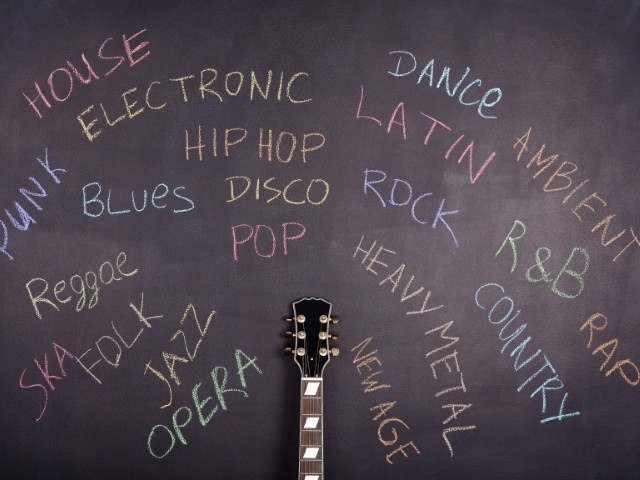 HOUSE
ELECTRONIC
HIP HOP
PUNK
BLUES
DISCO
POP
Reggae
FOLK
SKA
JAZZ
OPERA
DANCE
LATIN
AMBIENT
ROCK
R&B
HEAVY METAL
COUNTRY
RAP
NEW AGE